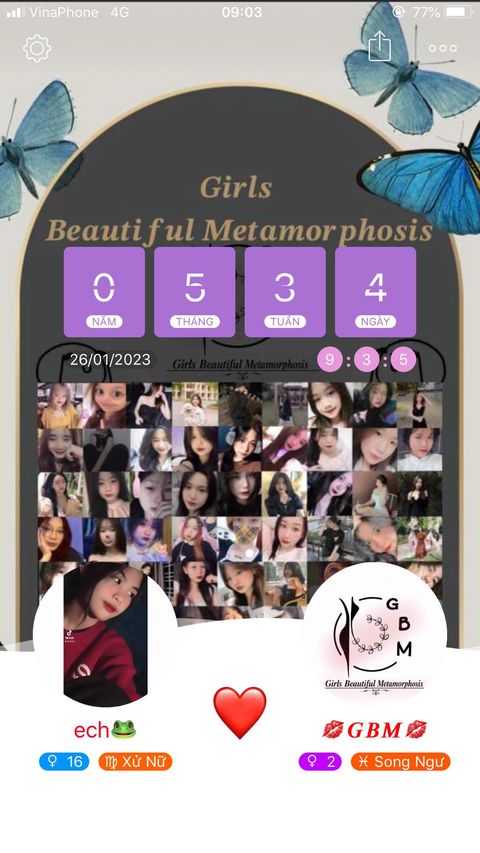 VinaPhone 4G 09:03 77%
Girls
Beautiful Metamorphosis
0 5 3 4
NĂM THÁNG TUẦN NGÀY
26/01/2023 9 : 3 : 5
Girls Beautiful Metamorphosis
G
B
M
Girls Beautiful Metamorphosis
ech🐸 💋GBM💋
♀ 16 ♍ Xử Nữ ♀ 2 ♓ Song Ngư